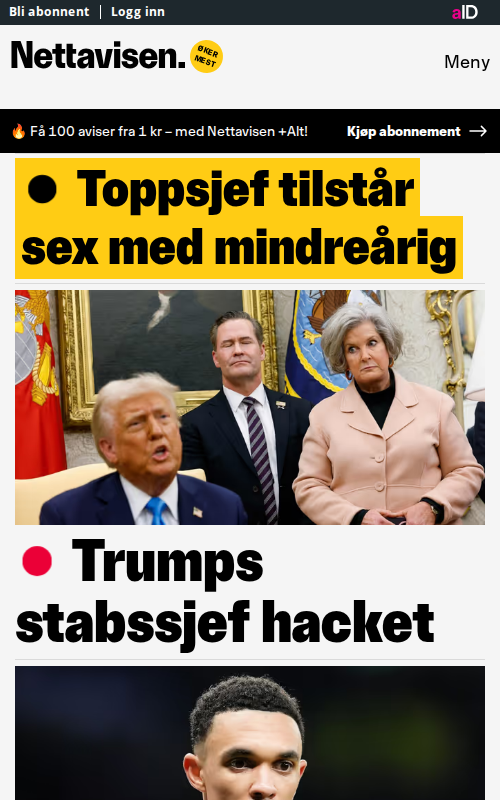 Bli abonnent | Logg inn
aID
Nettavisen.
ØKER
MEST
Meny
Få 100 aviser fra 1 kr – med Nettavisen +Alt!
Kjøp abonnement
Toppsjef tilstår
sex med mindreårig
Trumps
stabssjef hacket